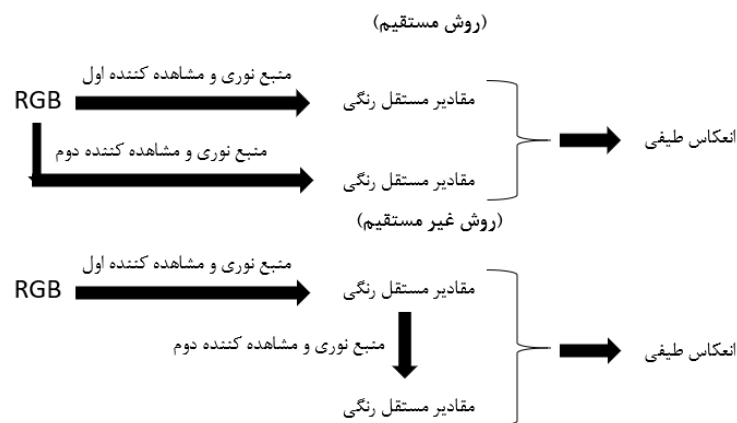 (روش مستقیم)
منبع نوری و مشاهده کننده اول
RGB
مقادیر مستقل رنگی
منبع نوری و مشاهده کننده دوم
انعکاس طیفی
مقادیر مستقل رنگی
(روش غیر مستقیم)
منبع نوری و مشاهده کننده اول
RGB
مقادیر مستقل رنگی
منبع نوری و مشاهده کننده دوم
انعکاس طیفی
مقادیر مستقل رنگی